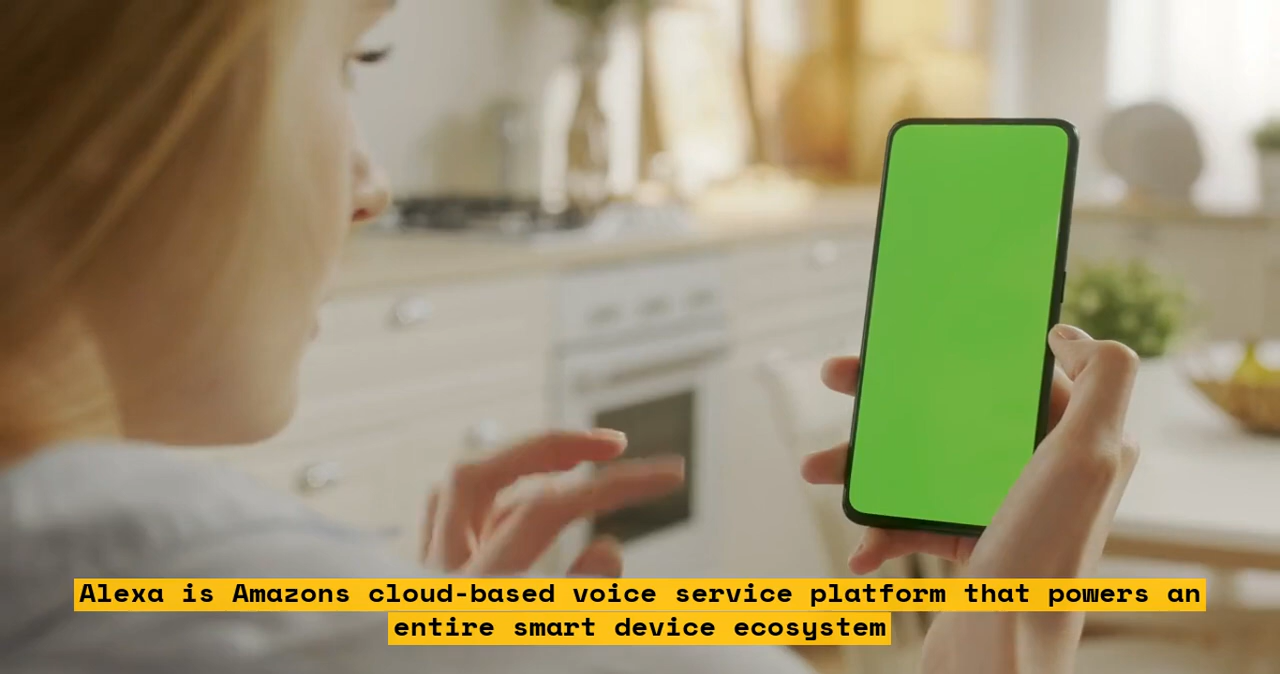 Alexa is Amazons cloud-based voice service platform that powers an
entire smart device ecosystem